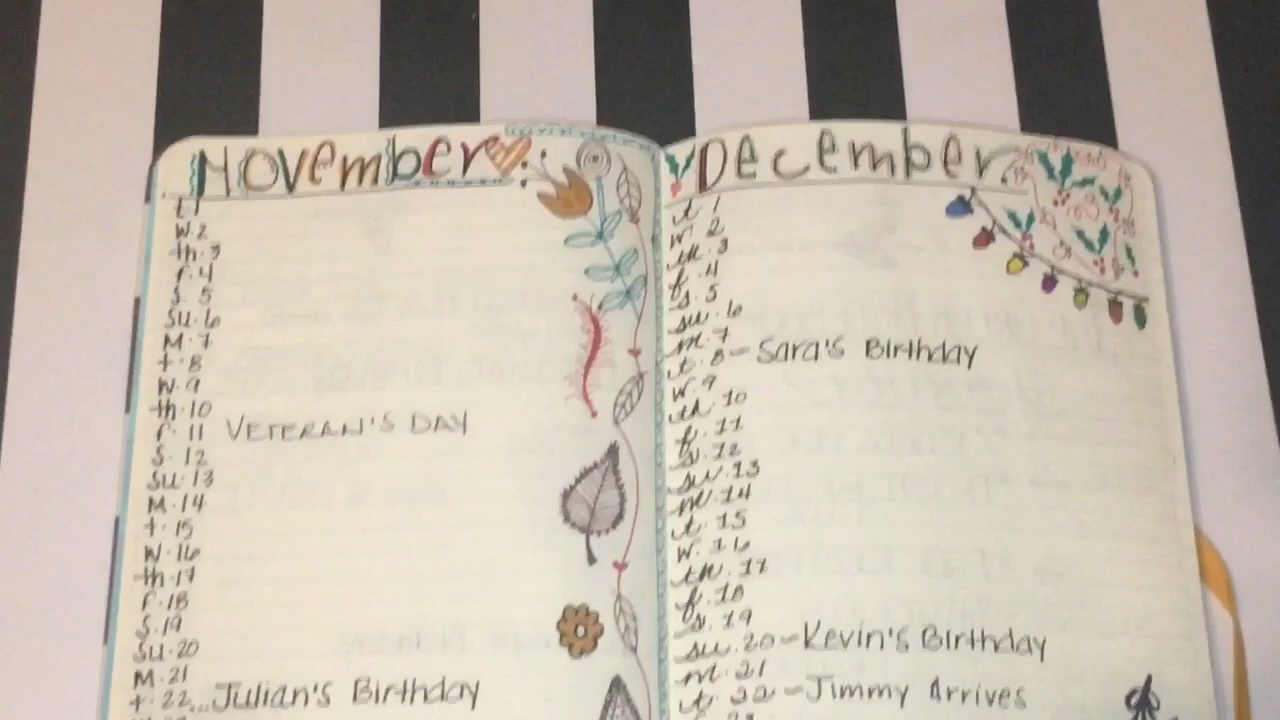 November
t 1
W. 2
th. 3
f. 4
S. 5
Su. 6
M. 7
t. 8
W. 9
th. 10
f. 11 VETERAN'S DAY
S. 12
Su. 13
M. 14
t. 15
W. 16
th. 17
F. 18
S. 19
Su. 20
M. 21
t. 22... Julian's Birthday
December.
t. 1
w. 2
th. 3
f. 4
s. 5
su. 6
m. 7
t. 8 - Sara's Birthday
w. 9
th 10
f. 11
s. 12
su. 13
m. 14
t. 15
w. 16
th. 17
f. 18
s. 19
su. 20 - Kevin's Birthday
m. 21
t. 22 - Jimmy Arrives